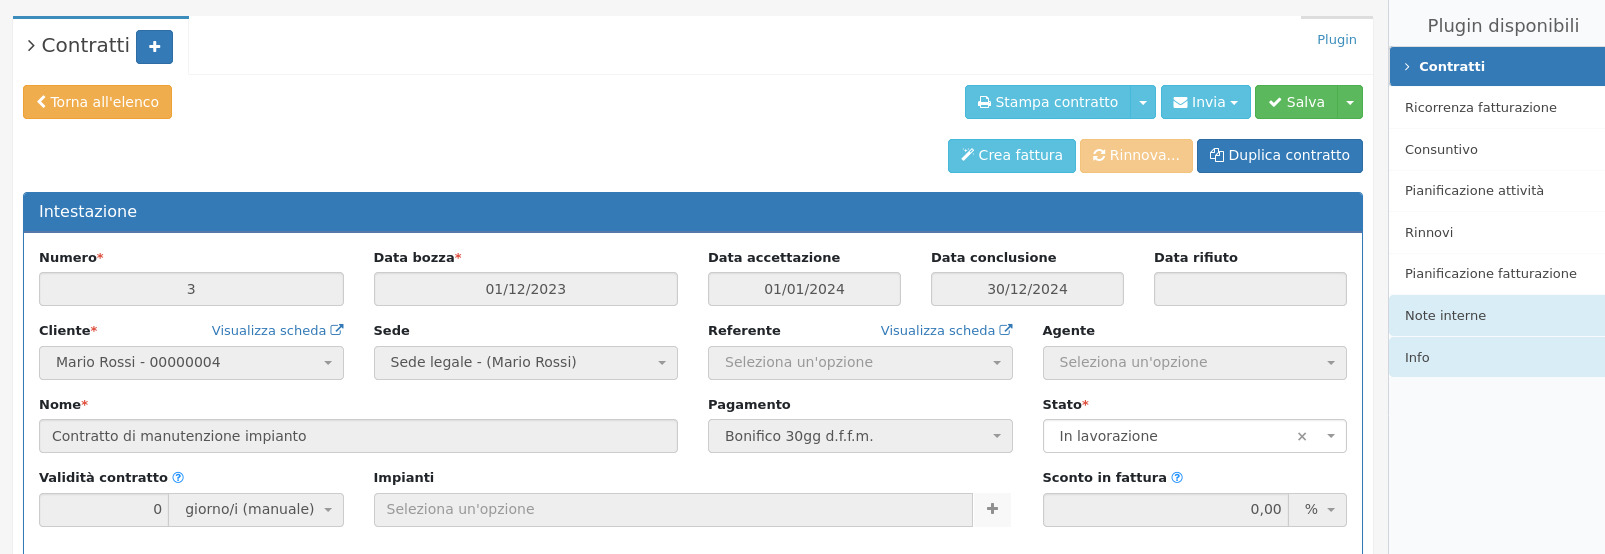 Contratti
Plugin
Torna all'elenco
Stampa contratto
Invia
Salva
Crea fattura
Rinnova...
Duplica contratto
Intestazione
Numero* Data bozza* Data accettazione Data conclusione Data rifiuto
3 01/12/2023 01/01/2024 30/12/2024
Cliente* Visualizza scheda Sede Referente Visualizza scheda Agente
Mario Rossi - 00000004 Sede legale - (Mario Rossi) Seleziona un'opzione Seleziona un'opzione
Nome* Pagamento Stato*
Contratto di manutenzione impianto Bonifico 30gg d.f.f.m. In lavorazione ×
Validità contratto Impianti Sconto in fattura
0 giorno/i (manuale) Seleziona un'opzione 0,00 %
Plugin disponibili
Contratti
Ricorrenza fatturazione
Consuntivo
Pianificazione attività
Rinnovi
Pianificazione fatturazione
Note interne
Info